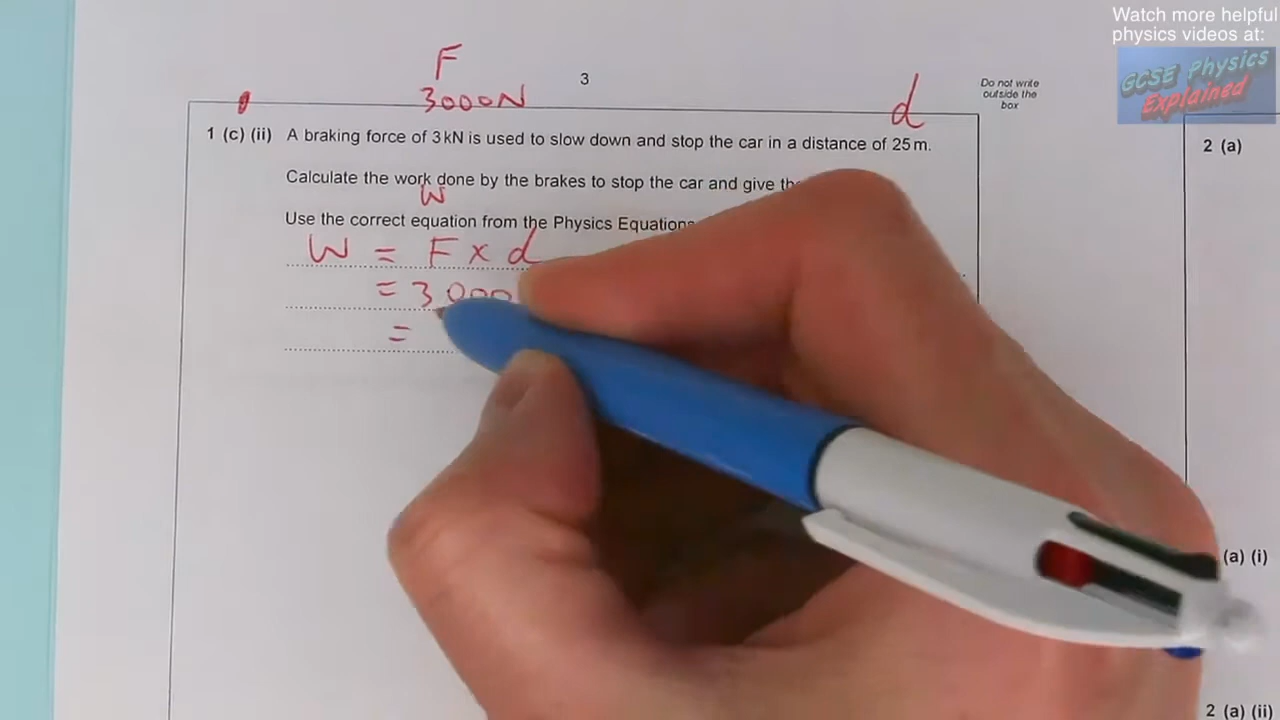 Watch more helpful
physics videos at:
GCSE Physics
Explained
F
3
3000N
d
Do not write
outside the
box
1 (c) (ii) A braking force of 3 kN is used to slow down and stop the car in a distance of 25 m.
2 (a)
Calculate the work done by the brakes to stop the car and give
W
Use the correct equation from the Physics Equations
W = F x d
= 3000
=
(a) (i)
2 (a) (ii)